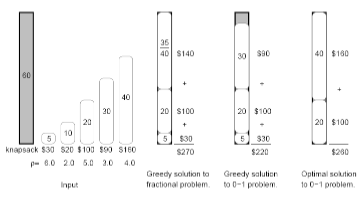 60
5
10
20
30
40
knapsack $30 $20 $100 $90 $160
ρ= 6.0 2.0 5.0 3.0 4.0
Input
35
40 $140
+
20 $100
+
5 $30
$270
Greedy solution to
fractional problem.
30 $90
+
20 $100
+
5 $30
$220
Greedy solution
to 0-1 problem.
40 $160
+
20 $100
$260
Optimal solution
to 0-1 problem.